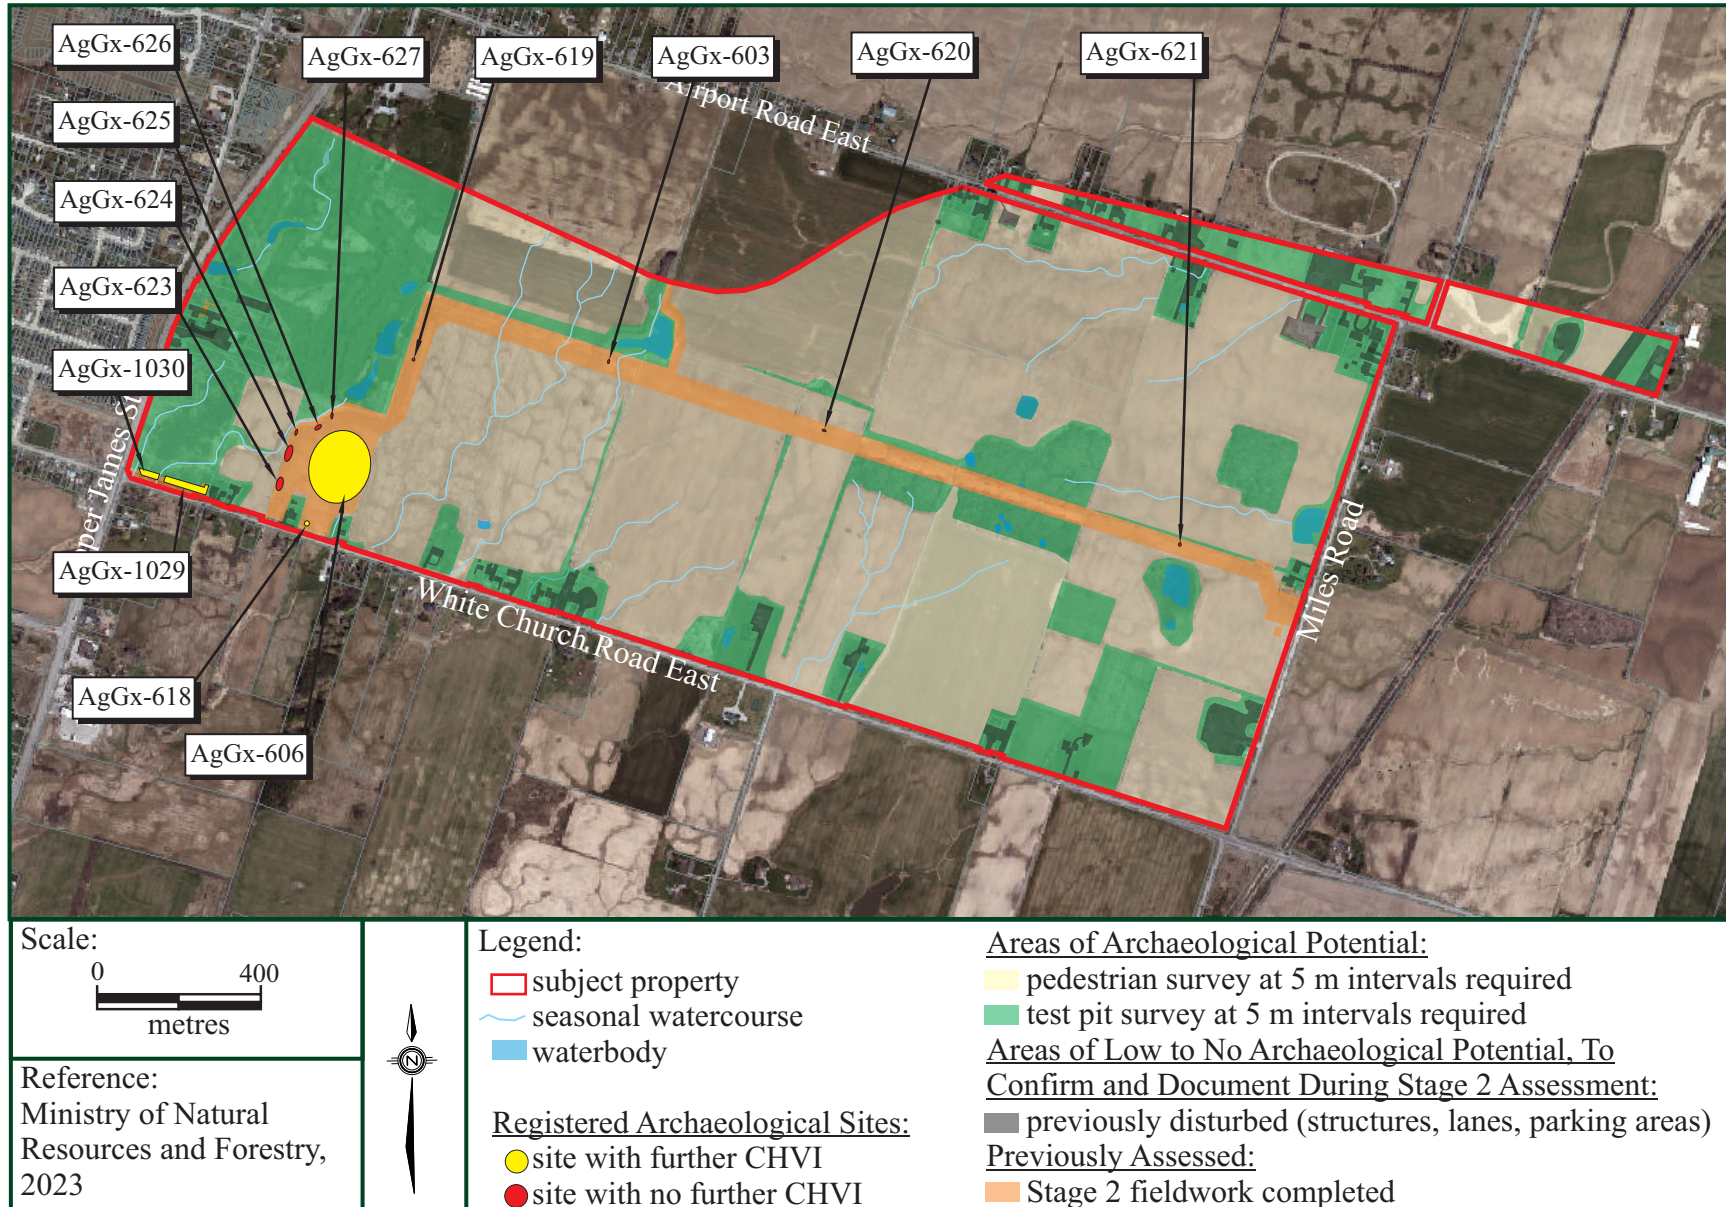 AgGx-626
AgGx-627
AgGx-619
AgGx-603
AgGx-620
AgGx-621
Airport Road East
AgGx-625
AgGx-624
AgGx-623
AgGx-1030
AgGx-1029
AgGx-618
AgGx-606
James
White Church Road East
Miles Road
Scale:
0 400
metres
Reference:
Ministry of Natural
Resources and Forestry,
2023
N
Legend:
subject property
seasonal watercourse
waterbody
Registered Archaeological Sites:
site with further CHVI
site with no further CHVI
Areas of Archaeological Potential:
pedestrian survey at 5 m intervals required
test pit survey at 5 m intervals required
Areas of Low to No Archaeological Potential, To
Confirm and Document During Stage 2 Assessment:
previously disturbed (structures, lanes, parking areas)
Previously Assessed:
Stage 2 fieldwork completed